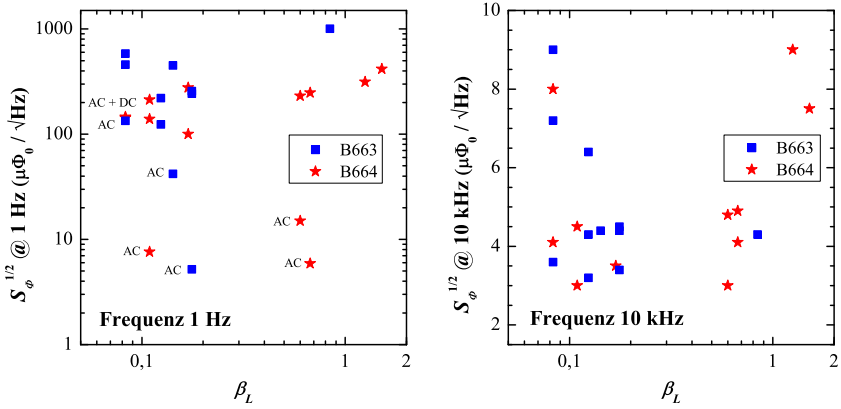 S_Φ^1/2 @ 1 Hz (μΦ₀ / √Hz)
1000
100
10
1
AC + DC
AC
AC
AC
AC
AC
AC
B663
B664
Frequenz 1 Hz
0,1 1 2
β_L
S_Φ^1/2 @ 10 kHz (μΦ₀ / √Hz)
10
8
6
4
2
B663
B664
Frequenz 10 kHz
0,1 1 2
β_L